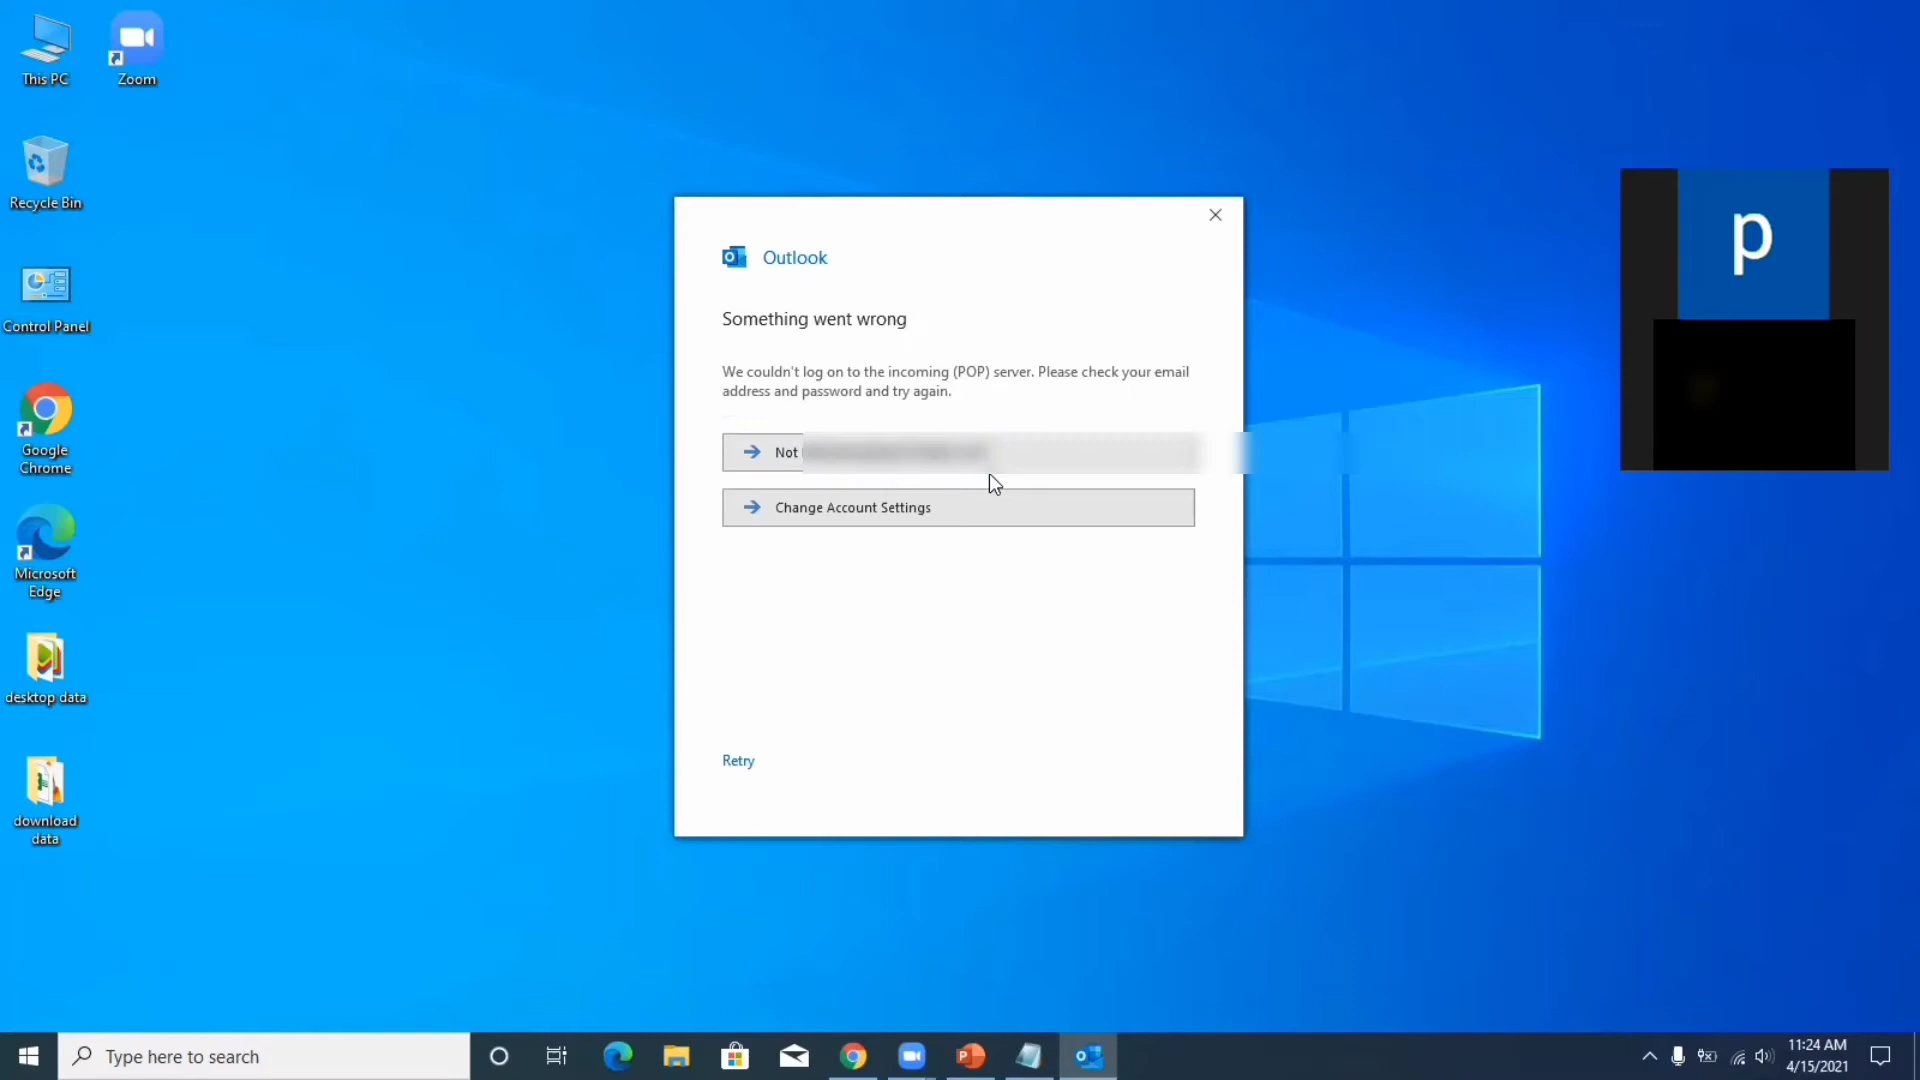 This PC
Zoom
Recycle Bin
Control Panel
Google
Chrome
Microsoft
Edge
desktop data
download
data
Outlook
Something went wrong
We couldn't log on to the incoming (POP) server. Please check your email
address and password and try again.
Not
Change Account Settings
Retry
p
Type here to search
11:24 AM
4/15/2021